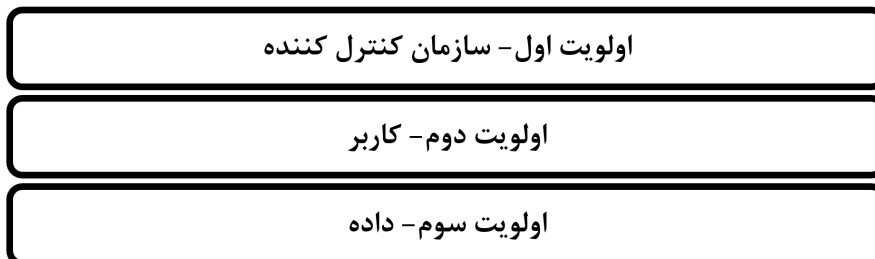 اولویت اول- سازمان کنترل کننده
اولویت دوم- کاربر
اولویت سوم- داده